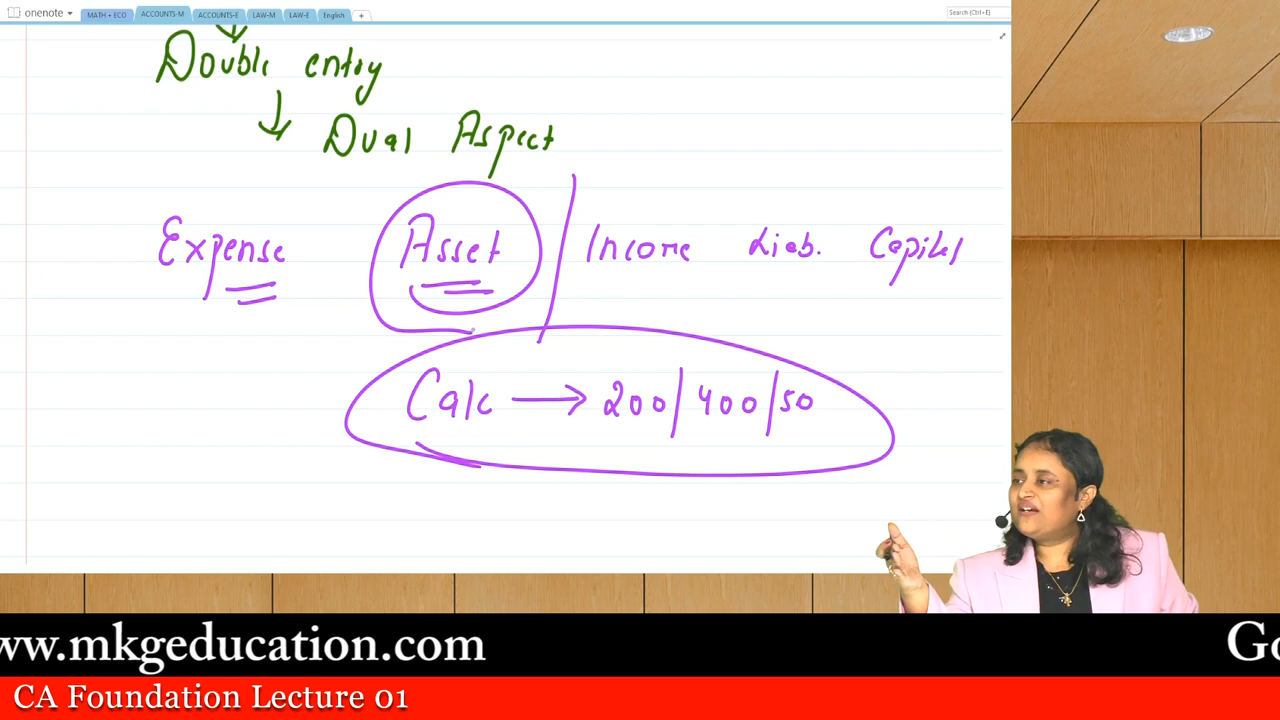 onenote
MATH + ECO ACCOUNTS-M ACCOUNTS-E LAW-M LAW-E English +
Search (Ctrl+E)
Double entry
Dual Aspect
Expense Asset Income Liab. Capital
Calc → 200/400/50
www.mkgeducation.com Go
CA Foundation Lecture 01